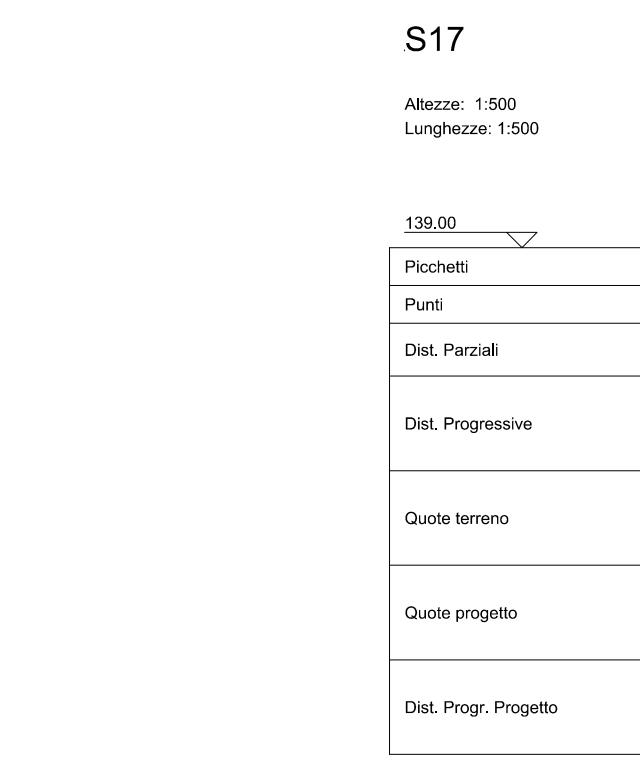 S17
Altezze: 1:500
Lunghezze: 1:500
139.00
Picchetti
Punti
Dist. Parziali
Dist. Progressive
Quote terreno
Quote progetto
Dist. Progr. Progetto